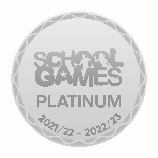 SCHOOL
GAMES
PLATINUM
2021/22 - 2022/23